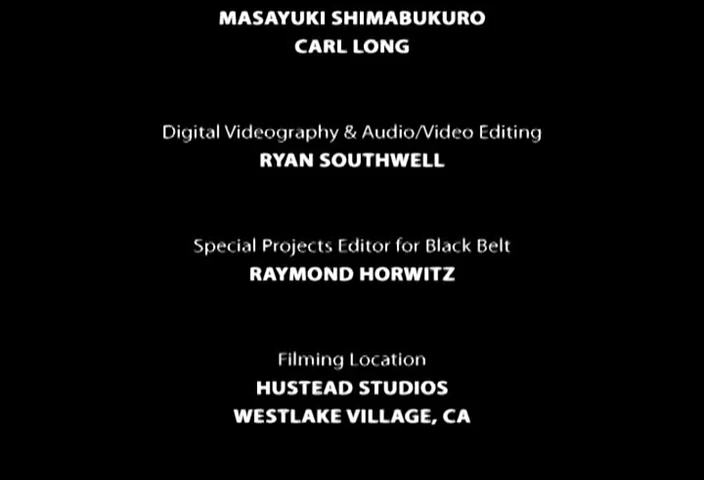 MASAYUKI SHIMABUKURO
CARL LONG
Digital Videography & Audio/Video Editing
RYAN SOUTHWELL
Special Projects Editor for Black Belt
RAYMOND HORWITZ
Filming Location
HUSTEAD STUDIOS
WESTLAKE VILLAGE, CA